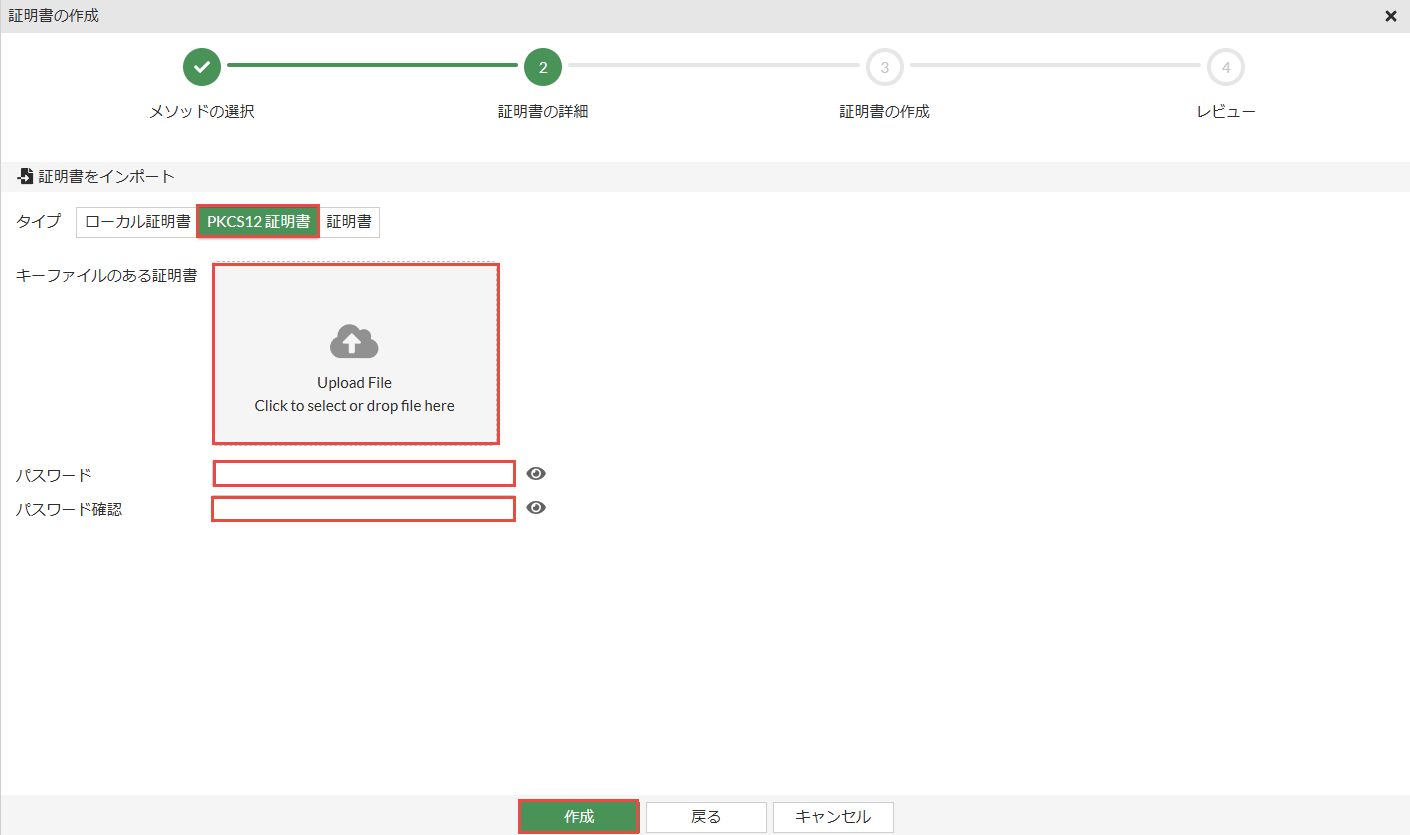 証明書の作成
2
3
4
メソッドの選択
証明書の詳細
証明書の作成
レビュー
証明書をインポート
タイプ ローカル証明書 PKCS12 証明書 証明書
キーファイルのある証明書
Upload File
Click to select or drop file here
パスワード
パスワード確認
作成 戻る キャンセル